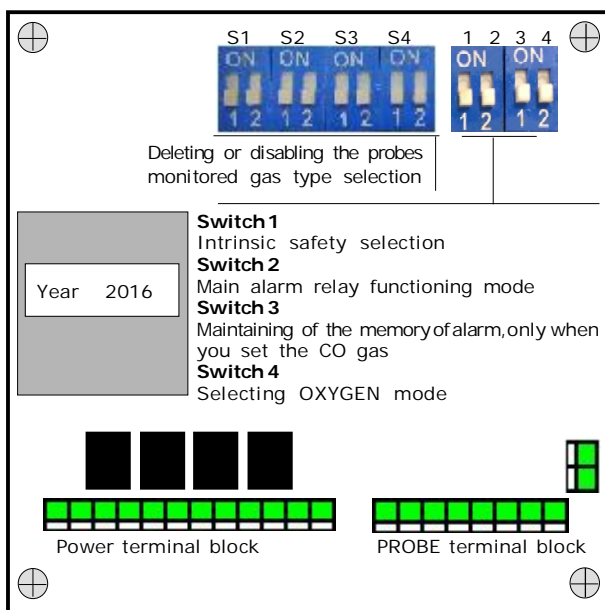 S1 S2 S3 S4 1 2 3 4
ON ON ON ON ON ON
1 2 1 2 1 2 1 2 1 2 1 2
Deleting or disabling the probes
monitored gas type selection
Switch 1
Intrinsic safety selection
Switch 2
Main alarm relay functioning mode
Switch 3
Maintaining of the memory of alarm, only when
you set the CO gas
Switch 4
Selecting OXYGEN mode
Year 2016
Power terminal block
PROBE terminal block